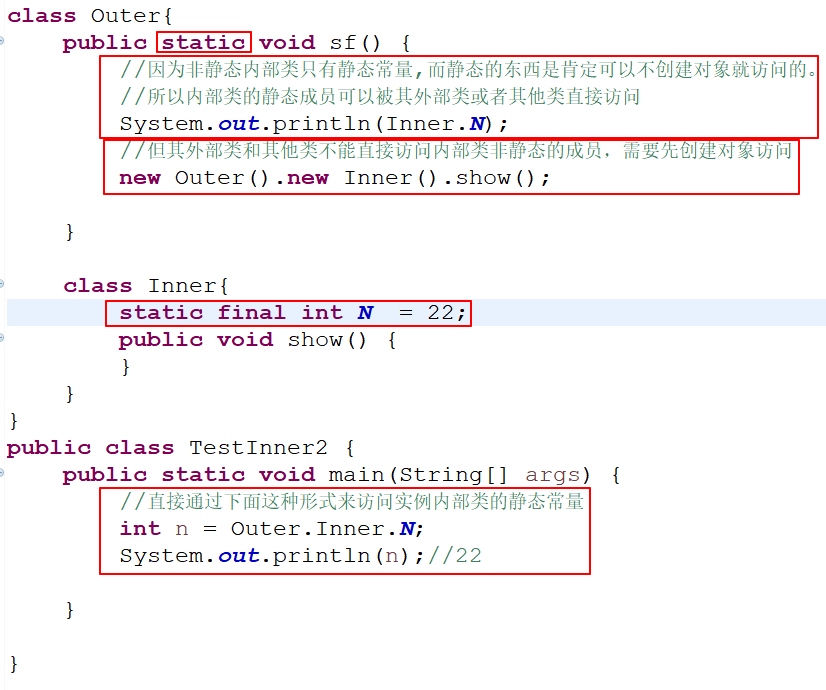 class Outer{
public static void sf() {
//因为非静态内部类只有静态常量,而静态的东西是肯定可以不创建对象就访问的。
//所以内部类的静态成员可以被其外部类或者其他类直接访问
System.out.println(Inner.N);
//但其外部类和其他类不能直接访问内部类非静态的成员，需要先创建对象访问
new Outer().new Inner().show();
}
class Inner{
static final int N  = 22;
public void show() {
}
}
}
public class TestInner2 {
public static void main(String[] args) {
//直接通过下面这种形式来访问实例内部类的静态常量
int n = Outer.Inner.N;
System.out.println(n);//22
}
}